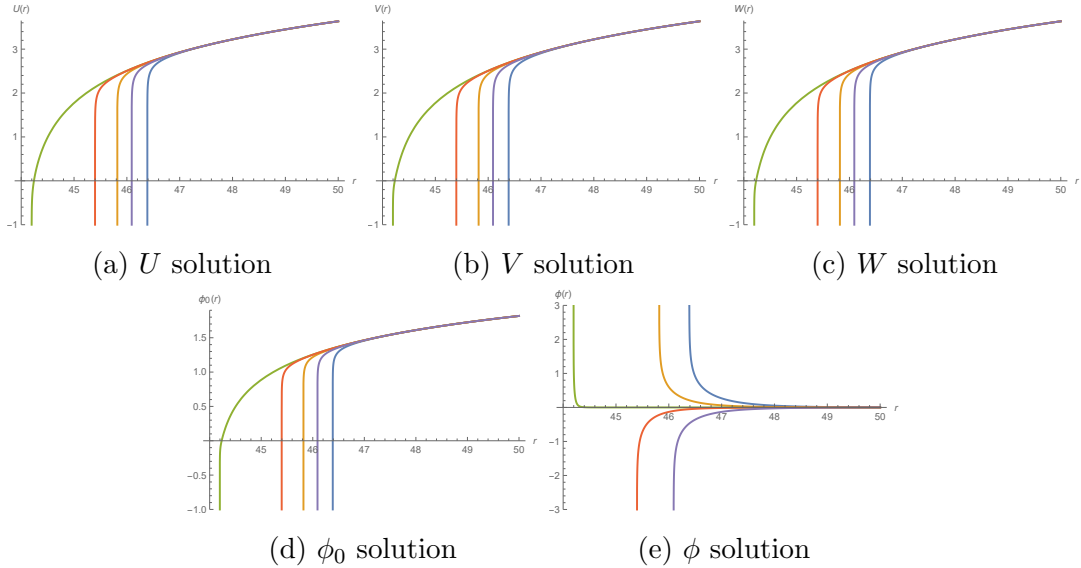 U(r) V(r) W(r)
3 3 3
2 2 2
1 1 1
45 46 47 48 49 50 r 45 46 47 48 49 50 r 45 46 47 48 49 50 r
-1 -1 -1
(a) U solution (b) V solution (c) W solution
ϕ0(r) ϕ(r)
3
1.5 2
1.0 1
0.5 45 46 47 48 49 50 r
45 46 47 48 49 50 r -1
-0.5 -2
-1.0 -3
(d) ϕ0 solution (e) ϕ solution